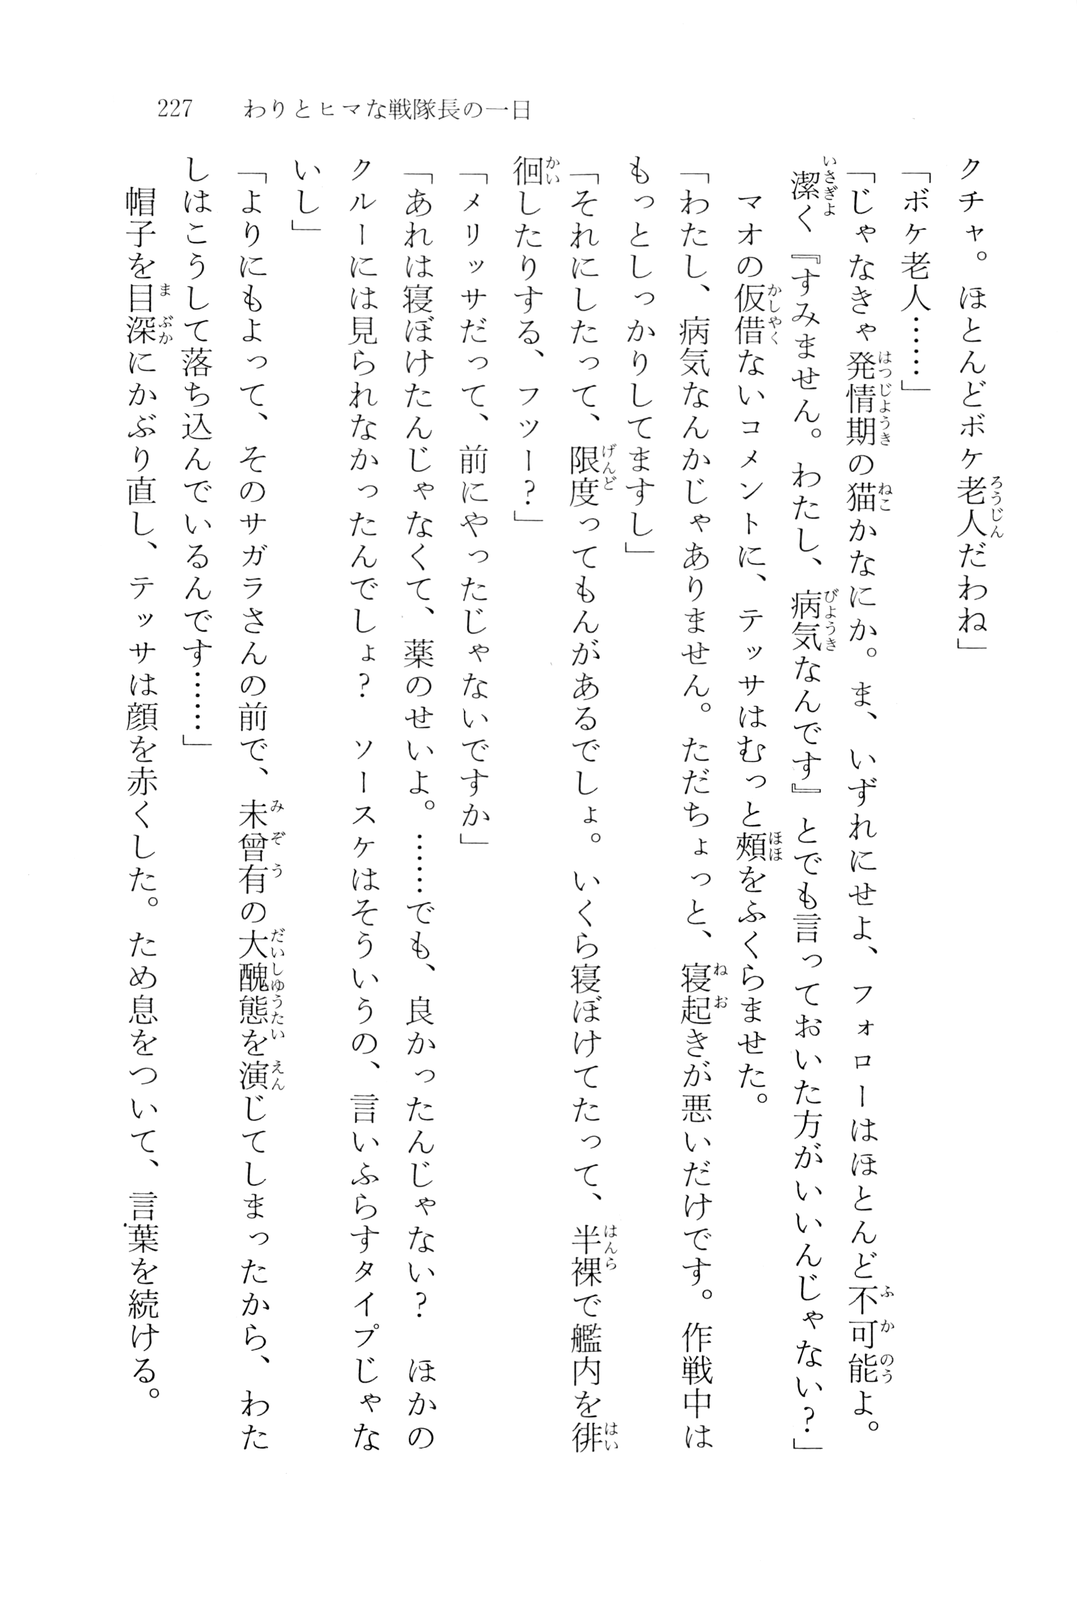 227　わりとヒマな戦隊長の一日
クチャ。ほとんどボケ老人だわね」
「ボケ老人……」
「じゃなきゃ発情期の猫かなにか。ま、いずれにせよ、フォローはほとんど不可能よ。
潔く『すみません。わたし、病気なんです』とでも言っておいた方がいいんじゃない？」
　マオの仮借ないコメントに、テッサはむっと頰をふくらませた。
「わたし、病気なんかじゃありません。ただちょっと、寝起きが悪いだけです。作戦中は
もっとしっかりしてますし」
「それにしたって、限度ってもんがあるでしょ。いくら寝ぼけてたって、半裸で艦内を徘
徊したりする、フツー？」
「メリッサだって、前にやったじゃないですか」
「あれは寝ぼけたんじゃなくて、薬のせいよ。……でも、良かったんじゃない？　ほかの
クルーには見られなかったんでしょ？　ソースケはそういうの、言いふらすタイプじゃな
いし」
「よりにもよって、そのサガラさんの前で、未曾有の大醜態を演じてしまったから、わた
しはこうして落ち込んでいるんです……」
　帽子を目深にかぶり直し、テッサは顔を赤くした。ため息をついて、言葉を続ける。